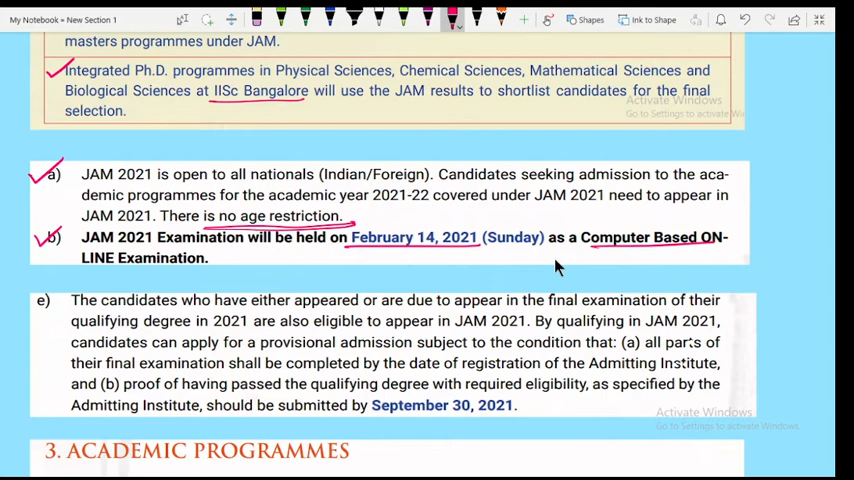 My Notebook » New Section 1
Shapes
Ink to Shape
masters programmes under JAM.
Integrated Ph.D. programmes in Physical Sciences, Chemical Sciences, Mathematical Sciences and
Biological Sciences at IISc Bangalore will use the JAM results to shortlist candidates for the final
selection.
Activate Windows
Go to Settings to activate Wi
a) JAM 2021 is open to all nationals (Indian/Foreign). Candidates seeking admission to the aca-
demic programmes for the academic year 2021-22 covered under JAM 2021 need to appear in
JAM 2021. There is no age restriction.
b) JAM 2021 Examination will be held on February 14, 2021 (Sunday) as a Computer Based ON-
LINE Examination.
e) The candidates who have either appeared or are due to appear in the final examination of their
qualifying degree in 2021 are also eligible to appear in JAM 2021. By qualifying in JAM 2021,
candidates can apply for a provisional admission subject to the condition that: (a) all parts of
their final examination shall be completed by the date of registration of the Admitting Institute,
and (b) proof of having passed the qualifying degree with required eligibility, as specified by the
Admitting Institute, should be submitted by September 30, 2021.
Activate Windows
Go to Settings to activate Windows.
3. ACADEMIC PROGRAMMES